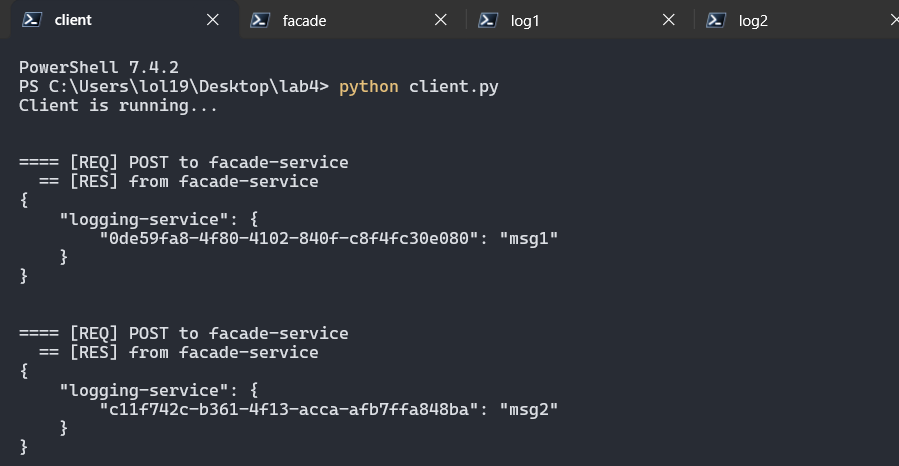 client
facade
log1
log2
PowerShell 7.4.2
PS C:\Users\lol19\Desktop\lab4> python client.py
Client is running...
==== [REQ] POST to facade-service
  == [RES] from facade-service
{
    "logging-service": {
        "0de59fa8-4f80-4102-840f-c8f4fc30e080": "msg1"
    }
}
==== [REQ] POST to facade-service
  == [RES] from facade-service
{
    "logging-service": {
        "c11f742c-b361-4f13-acca-afb7ffa848ba": "msg2"
    }
}